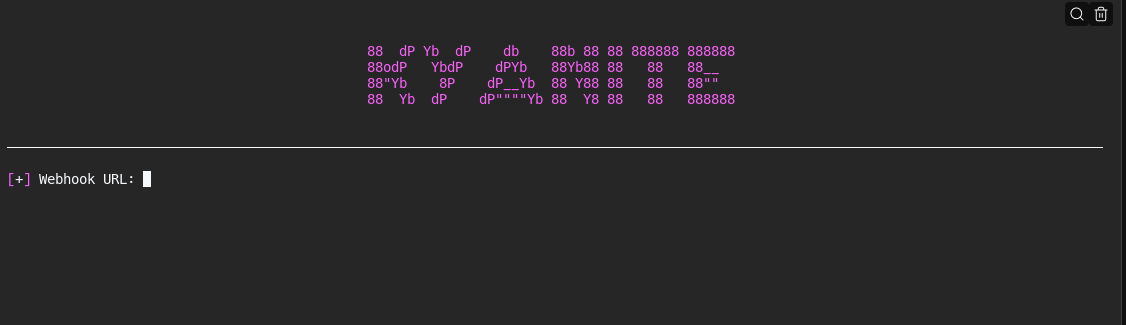 88  dP Yb  dP    db    88b 88 88 888888 888888
88odP   YbdP    dPYb   88Yb88 88   88   88__
88"Yb    8P    dP__Yb  88 Y88 88   88   88""
88  Yb  dP    dP""""Yb 88  Y8 88   88   888888
[+] Webhook URL: